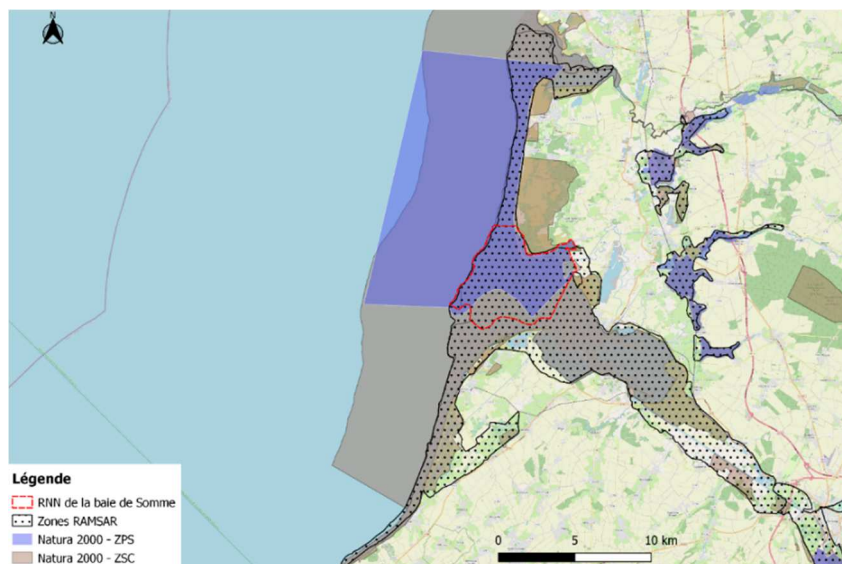 N
Légende
RNN de la baie de Somme
Zones RAMSAR
Natura 2000 - ZPS
Natura 2000 - ZSC
0 5 10 km